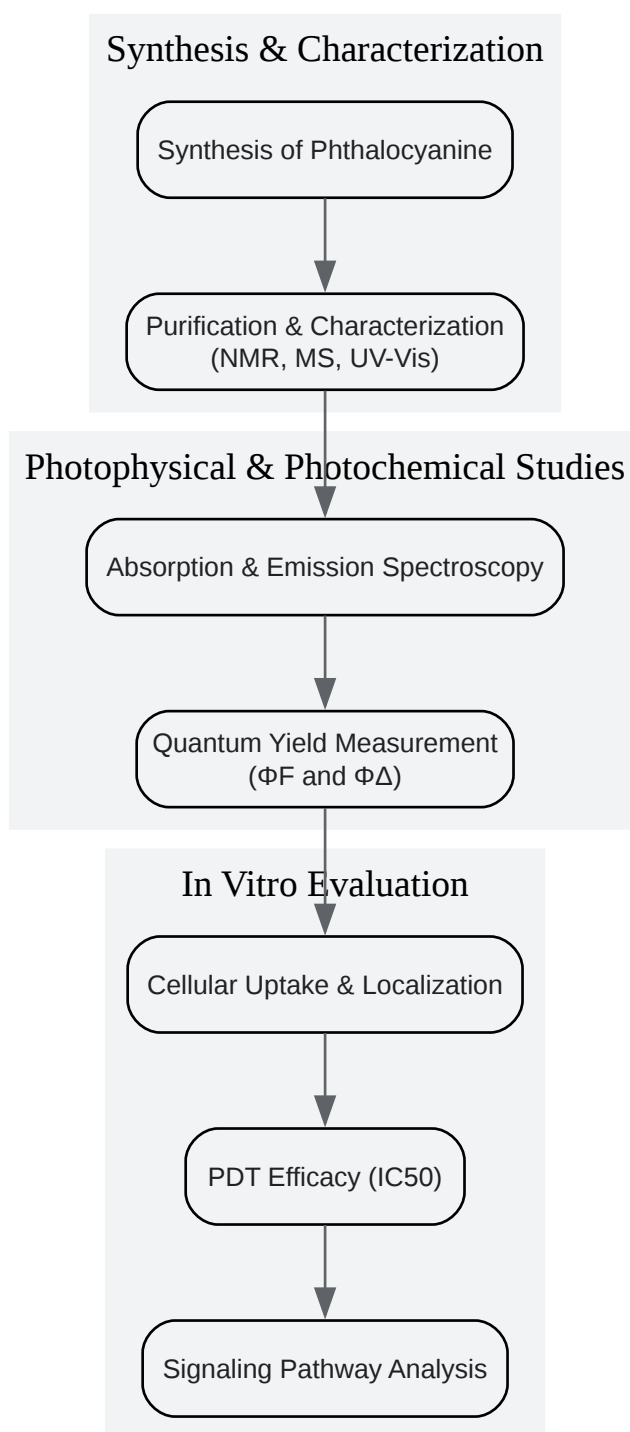 Synthesis & Characterization
Synthesis of Phthalocyanine
Purification & Characterization
(NMR, MS, UV-Vis)
Photophysical & Photochemical Studies
Absorption & Emission Spectroscopy
Quantum Yield Measurement
(ΦF and ΦΔ)
In Vitro Evaluation
Cellular Uptake & Localization
PDT Efficacy (IC50)
Signaling Pathway Analysis